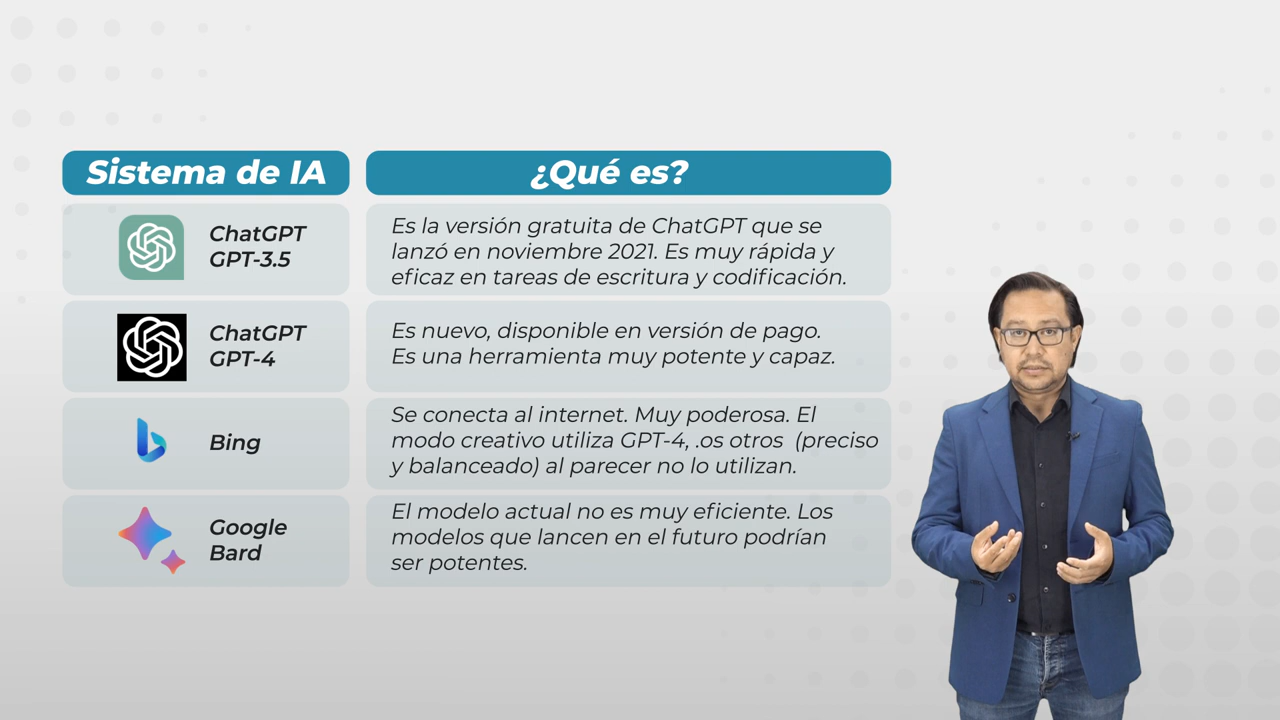 Sistema de IA
¿Qué es?
ChatGPT
GPT-3.5
Es la versión gratuita de ChatGPT que se
lanzó en noviembre 2021. Es muy rápida y
eficaz en tareas de escritura y codificación.
ChatGPT
GPT-4
Es nuevo, disponible en versión de pago.
Es una herramienta muy potente y capaz.
Bing
Se conecta al internet. Muy poderosa. El
modo creativo utiliza GPT-4, .os otros (preciso
y balanceado) al parecer no lo utilizan.
Google
Bard
El modelo actual no es muy eficiente. Los
modelos que lancen en el futuro podrían
ser potentes.